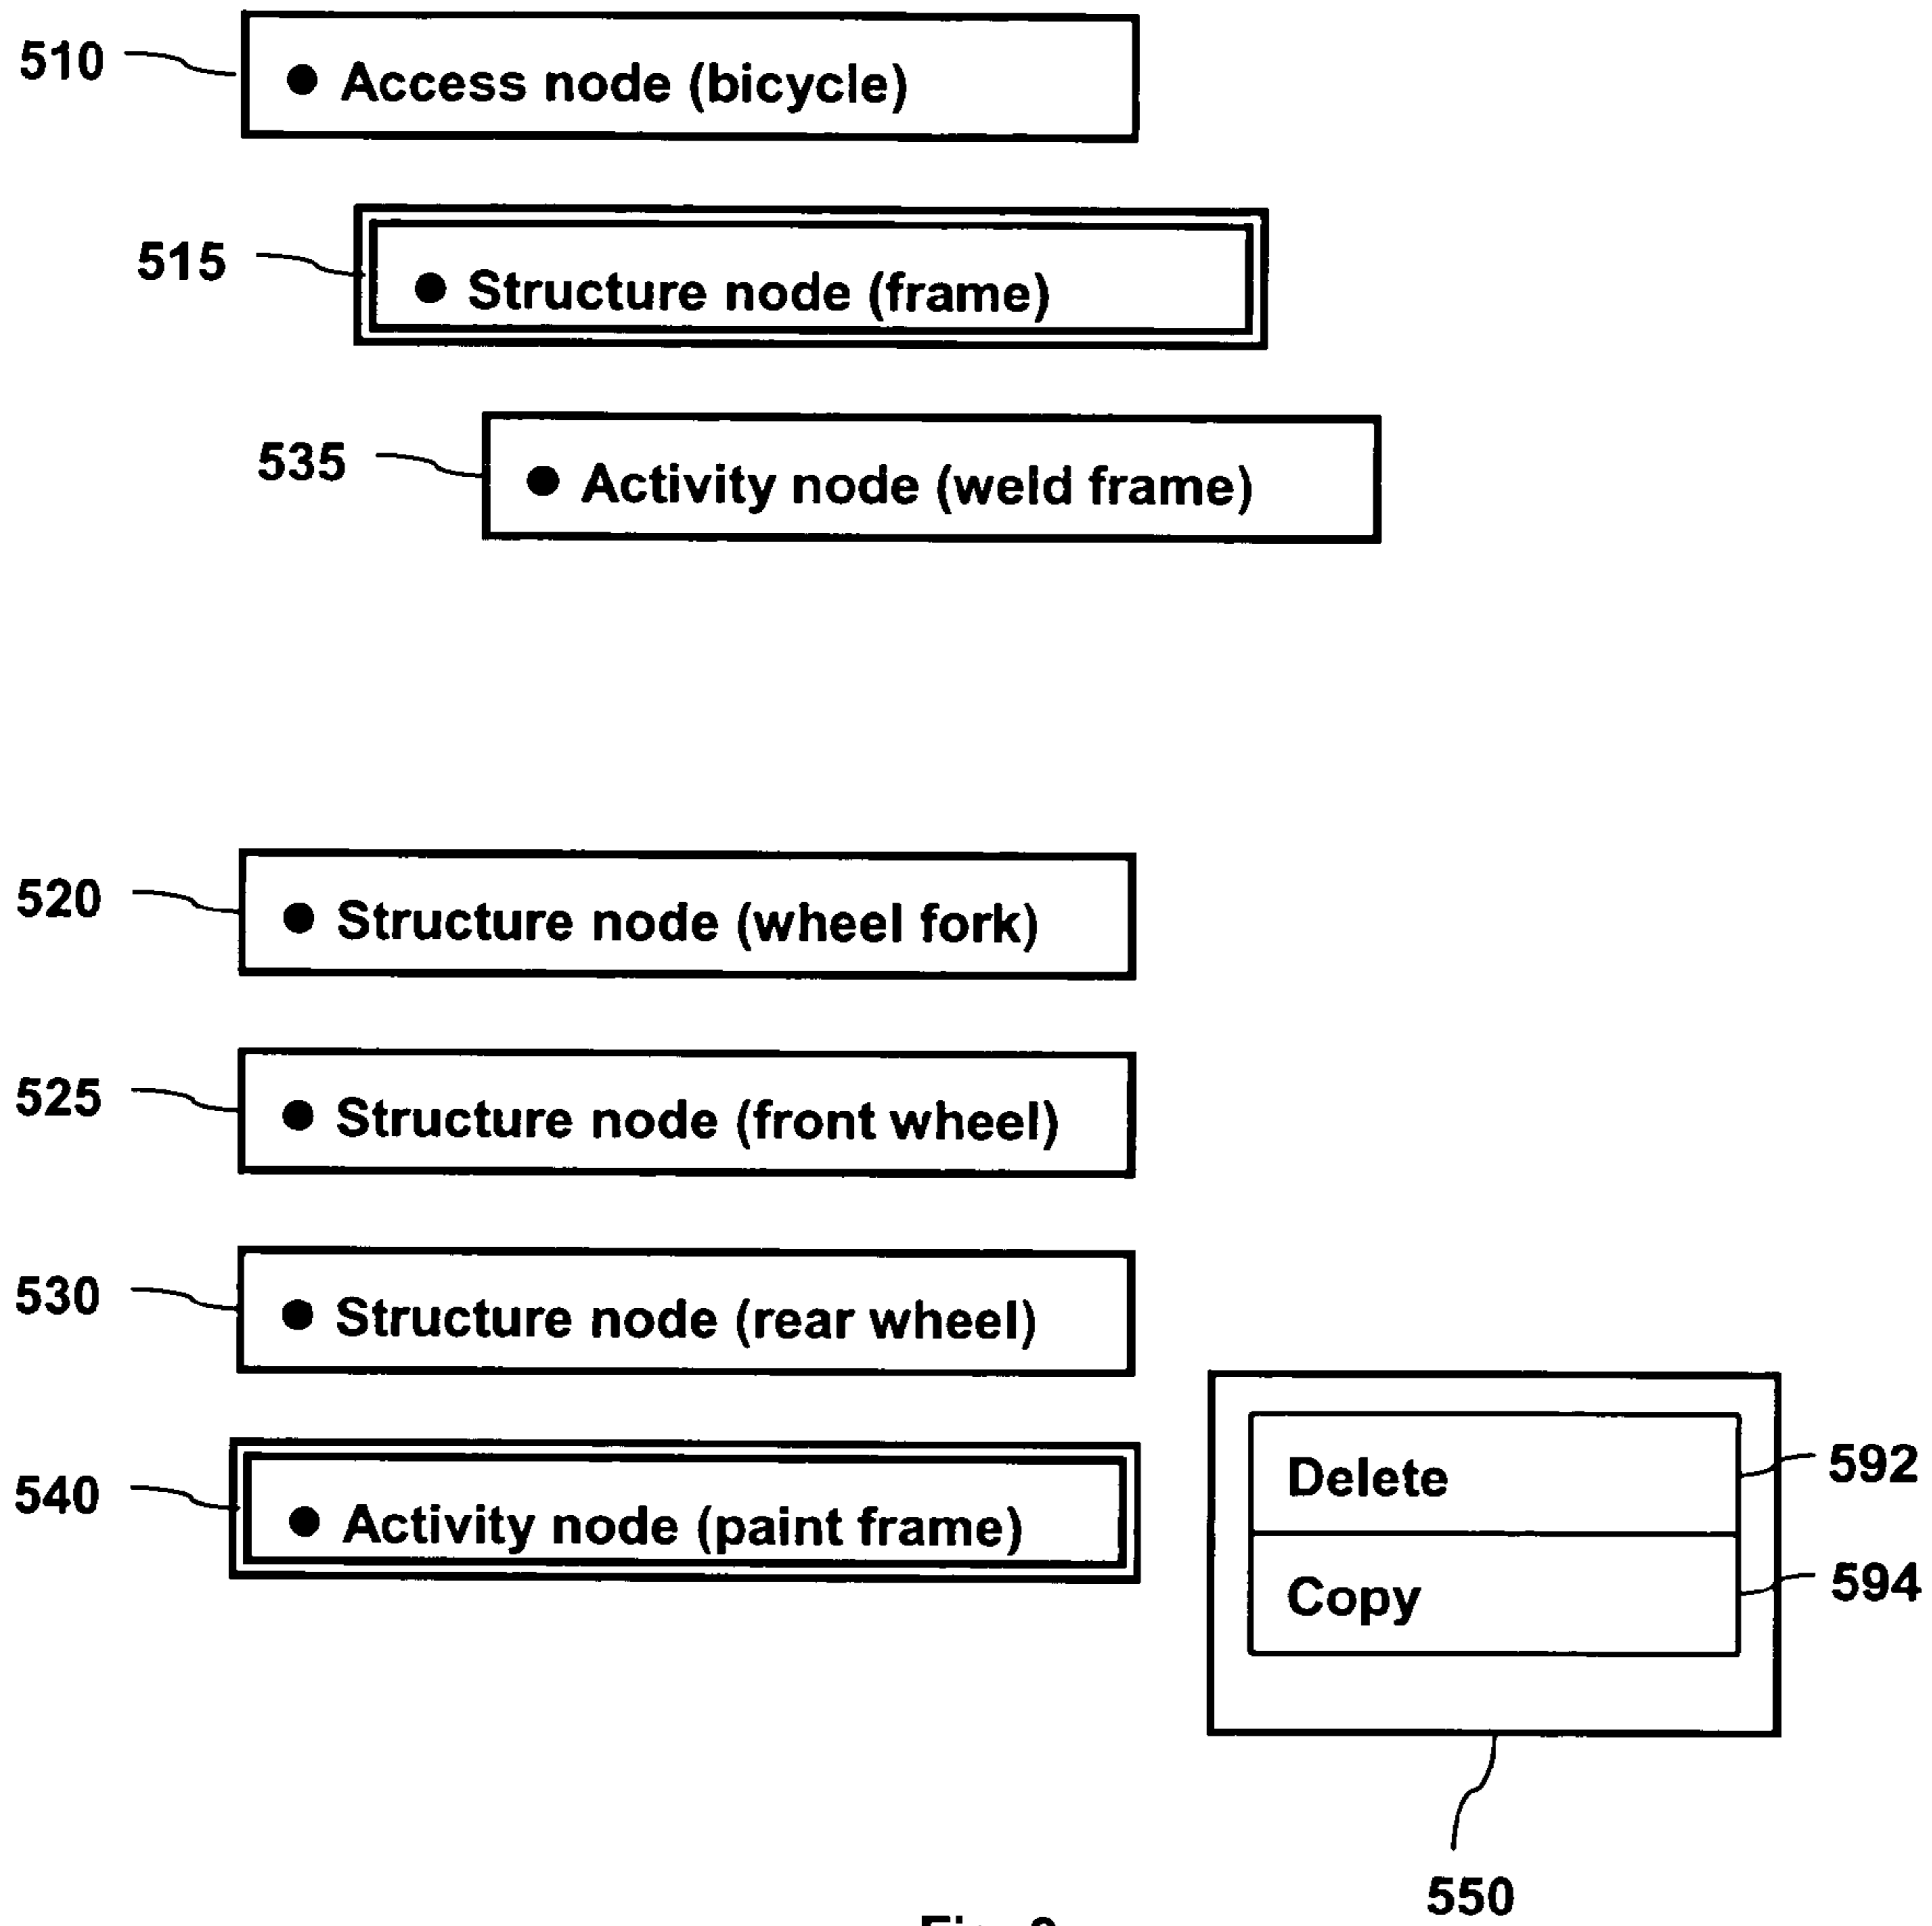 510
● Access node (bicycle)
515
● Structure node (frame)
535
● Activity node (weld frame)
520
● Structure node (wheel fork)
525
● Structure node (front wheel)
530
● Structure node (rear wheel)
540
● Activity node (paint frame)
Delete
592
Copy
594
550